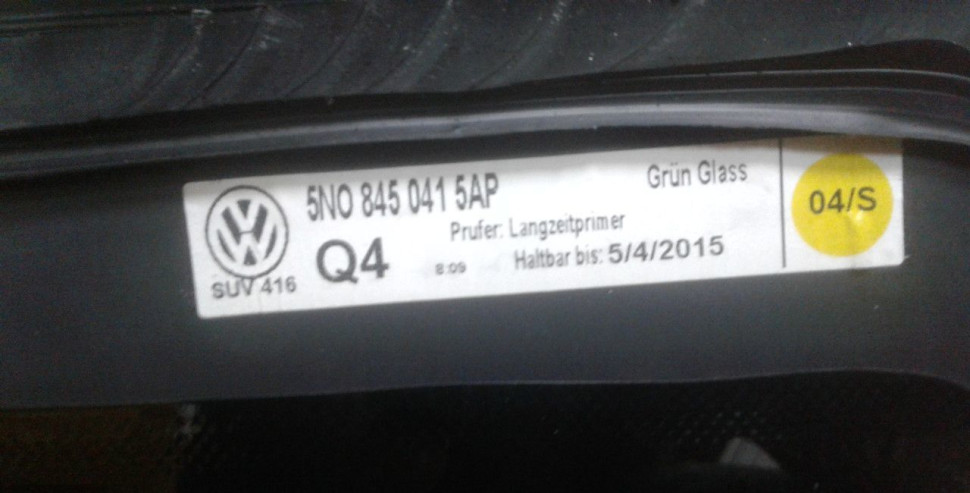 5N0 845 041 5AP
Grün Glass
Prufer: Langzeitprimer
Q4
8:09
Haltbar bis: 5/4/2015
SUV 416
04/S